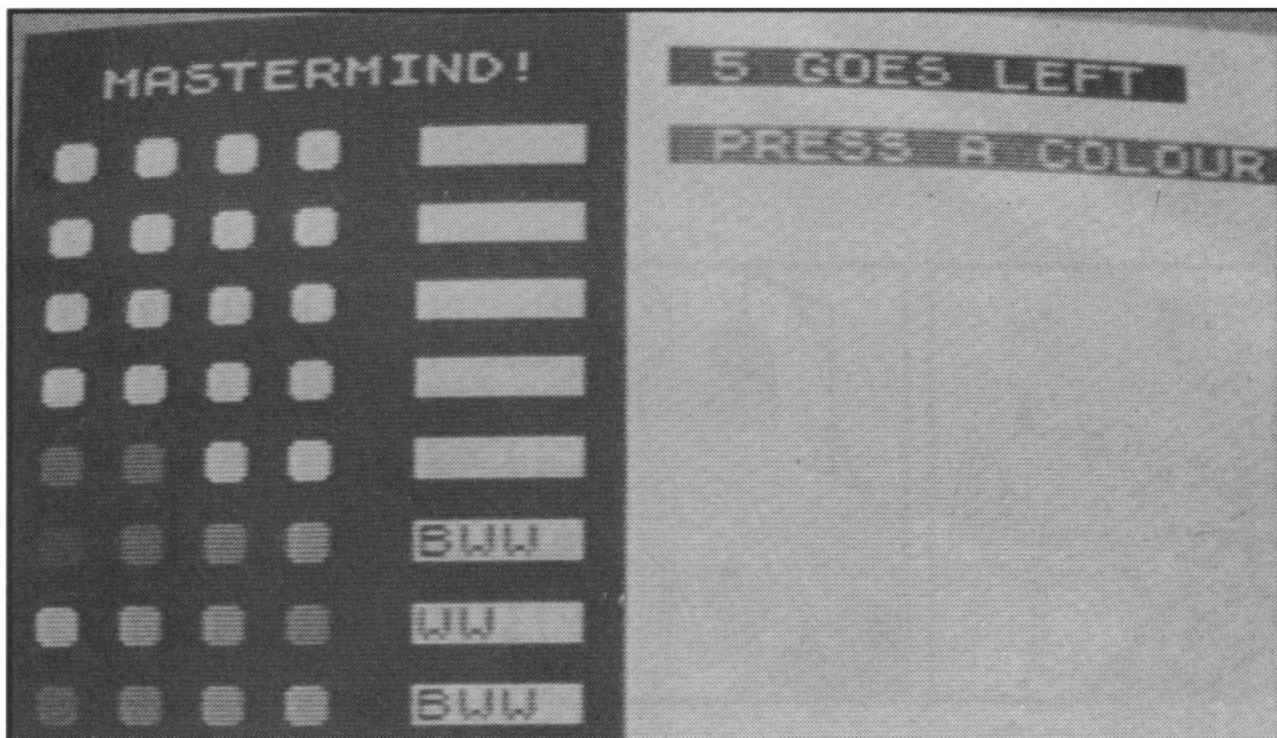 MASTERMIND!
5 GOES LEFT
PRESS A COLOUR
BWW
WW
BWW